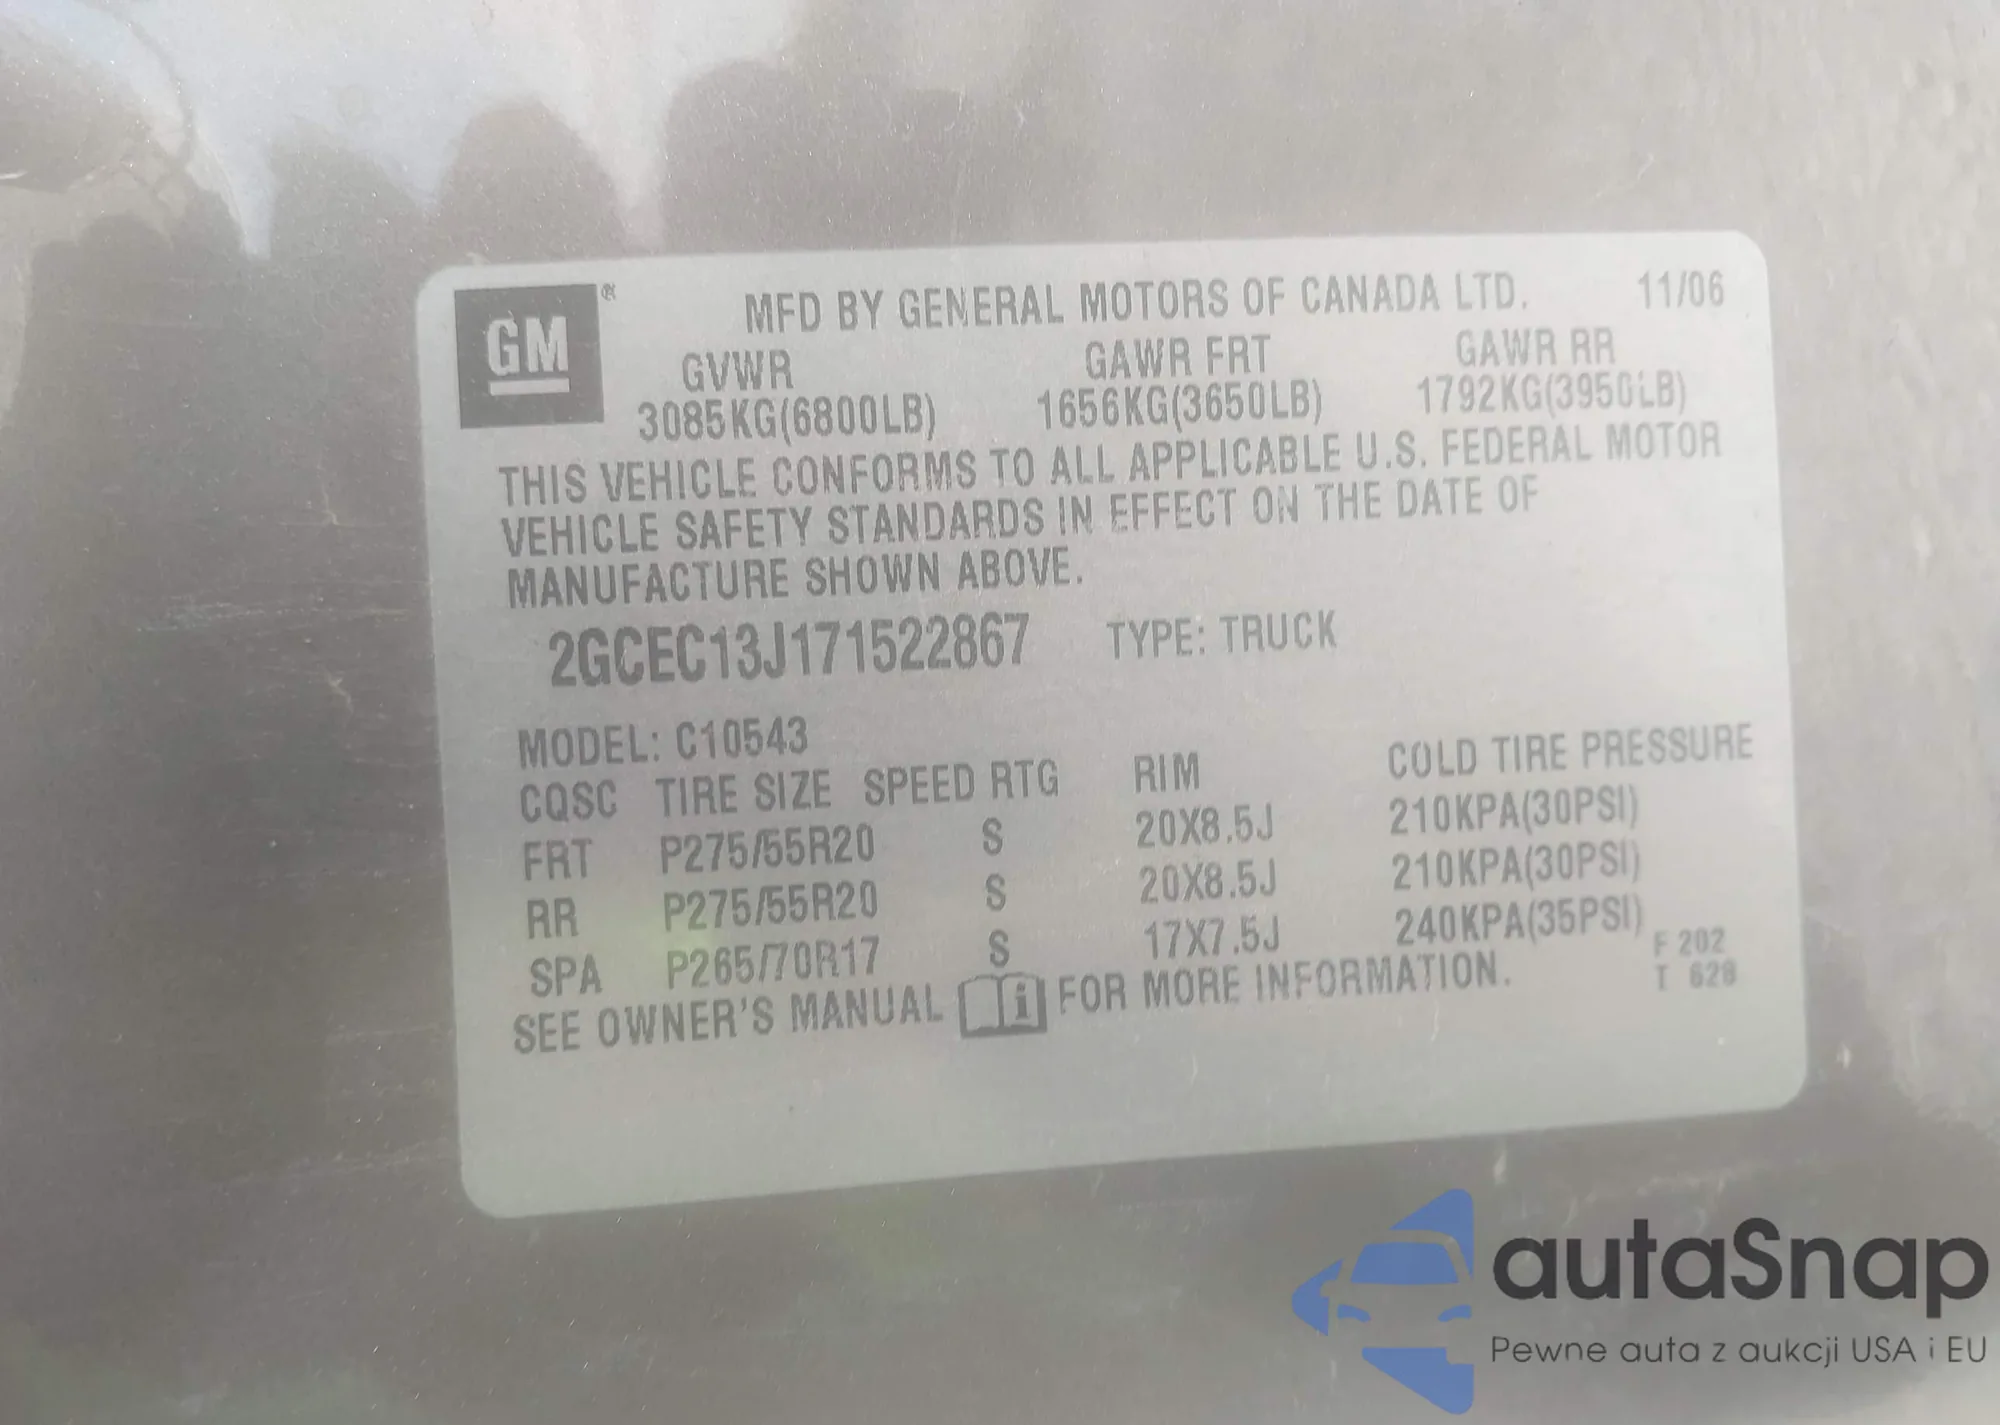 GM ®
MFD BY GENERAL MOTORS OF CANADA LTD. 11/06
GVWR GAWR FRT GAWR RR
3085KG(6800LB) 1656KG(3650LB) 1792KG(3950LB)
THIS VEHICLE CONFORMS TO ALL APPLICABLE U.S. FEDERAL MOTOR
VEHICLE SAFETY STANDARDS IN EFFECT ON THE DATE OF
MANUFACTURE SHOWN ABOVE.
2GCEC13J171522867 TYPE: TRUCK
MODEL: C10543
CQSC TIRE SIZE SPEED RTG RIM COLD TIRE PRESSURE
FRT P275/55R20 S 20X8.5J 210KPA(30PSI)
RR P275/55R20 S 20X8.5J 210KPA(30PSI)
SPA P265/70R17 S 17X7.5J 240KPA(35PSI)
SEE OWNER'S MANUAL i FOR MORE INFORMATION.
F 202
T 628
autaSnap
Pewne auta z aukcji USA i EU